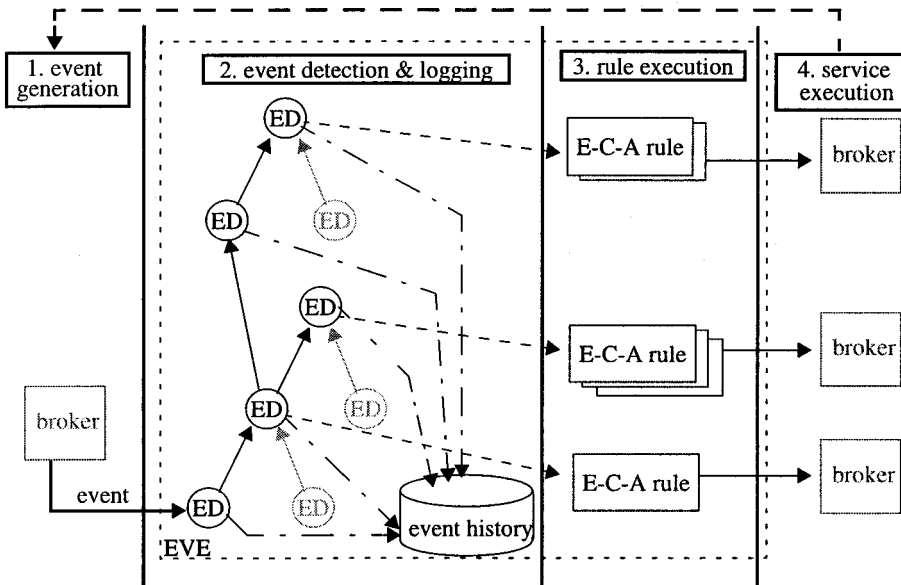 1. event
generation
2. event detection & logging
3. rule execution
4. service
execution
ED
E-C-A rule
broker
ED
ED
ED
E-C-A rule
broker
broker
ED
ED
event
ED
ED
event history
E-C-A rule
broker
EVE